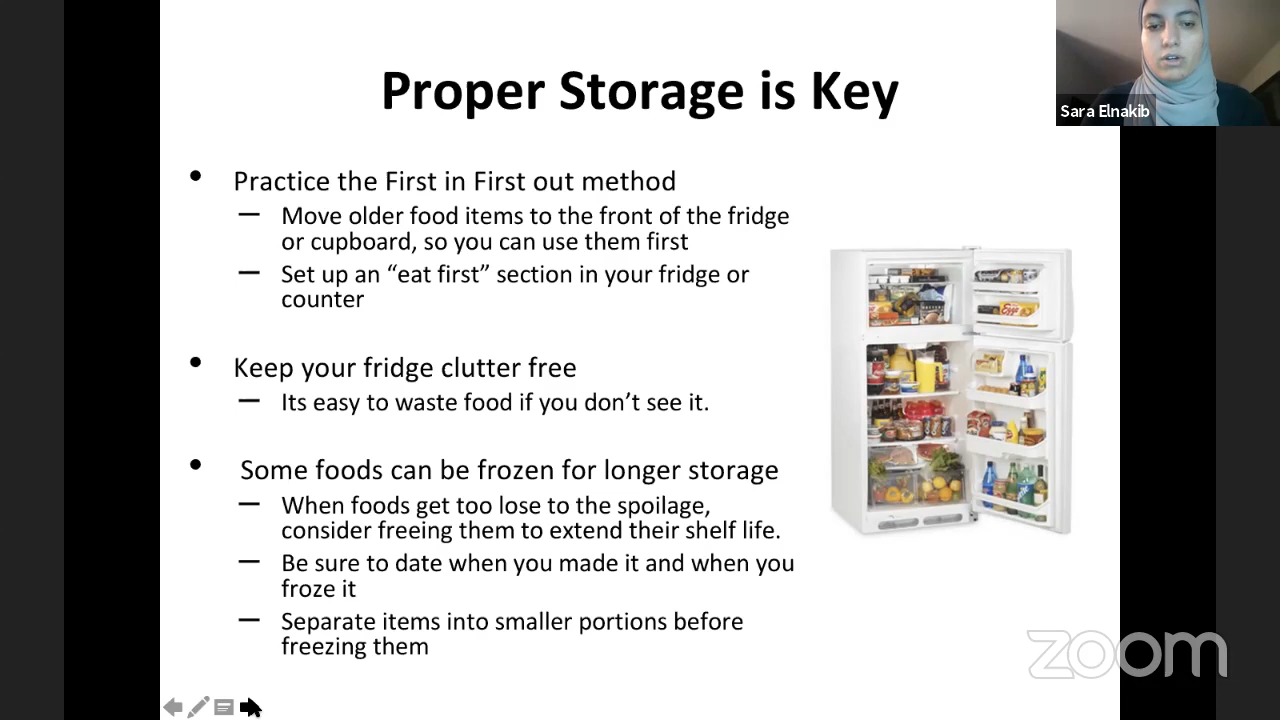 Proper Storage is Key
Sara Elnakib
• Practice the First in First out method
– Move older food items to the front of the fridge
or cupboard, so you can use them first
– Set up an “eat first” section in your fridge or
counter
• Keep your fridge clutter free
– Its easy to waste food if you don’t see it.
• Some foods can be frozen for longer storage
– When foods get too lose to the spoilage,
consider freeing them to extend their shelf life.
– Be sure to date when you made it and when you
froze it
– Separate items into smaller portions before
freezing them
zoom